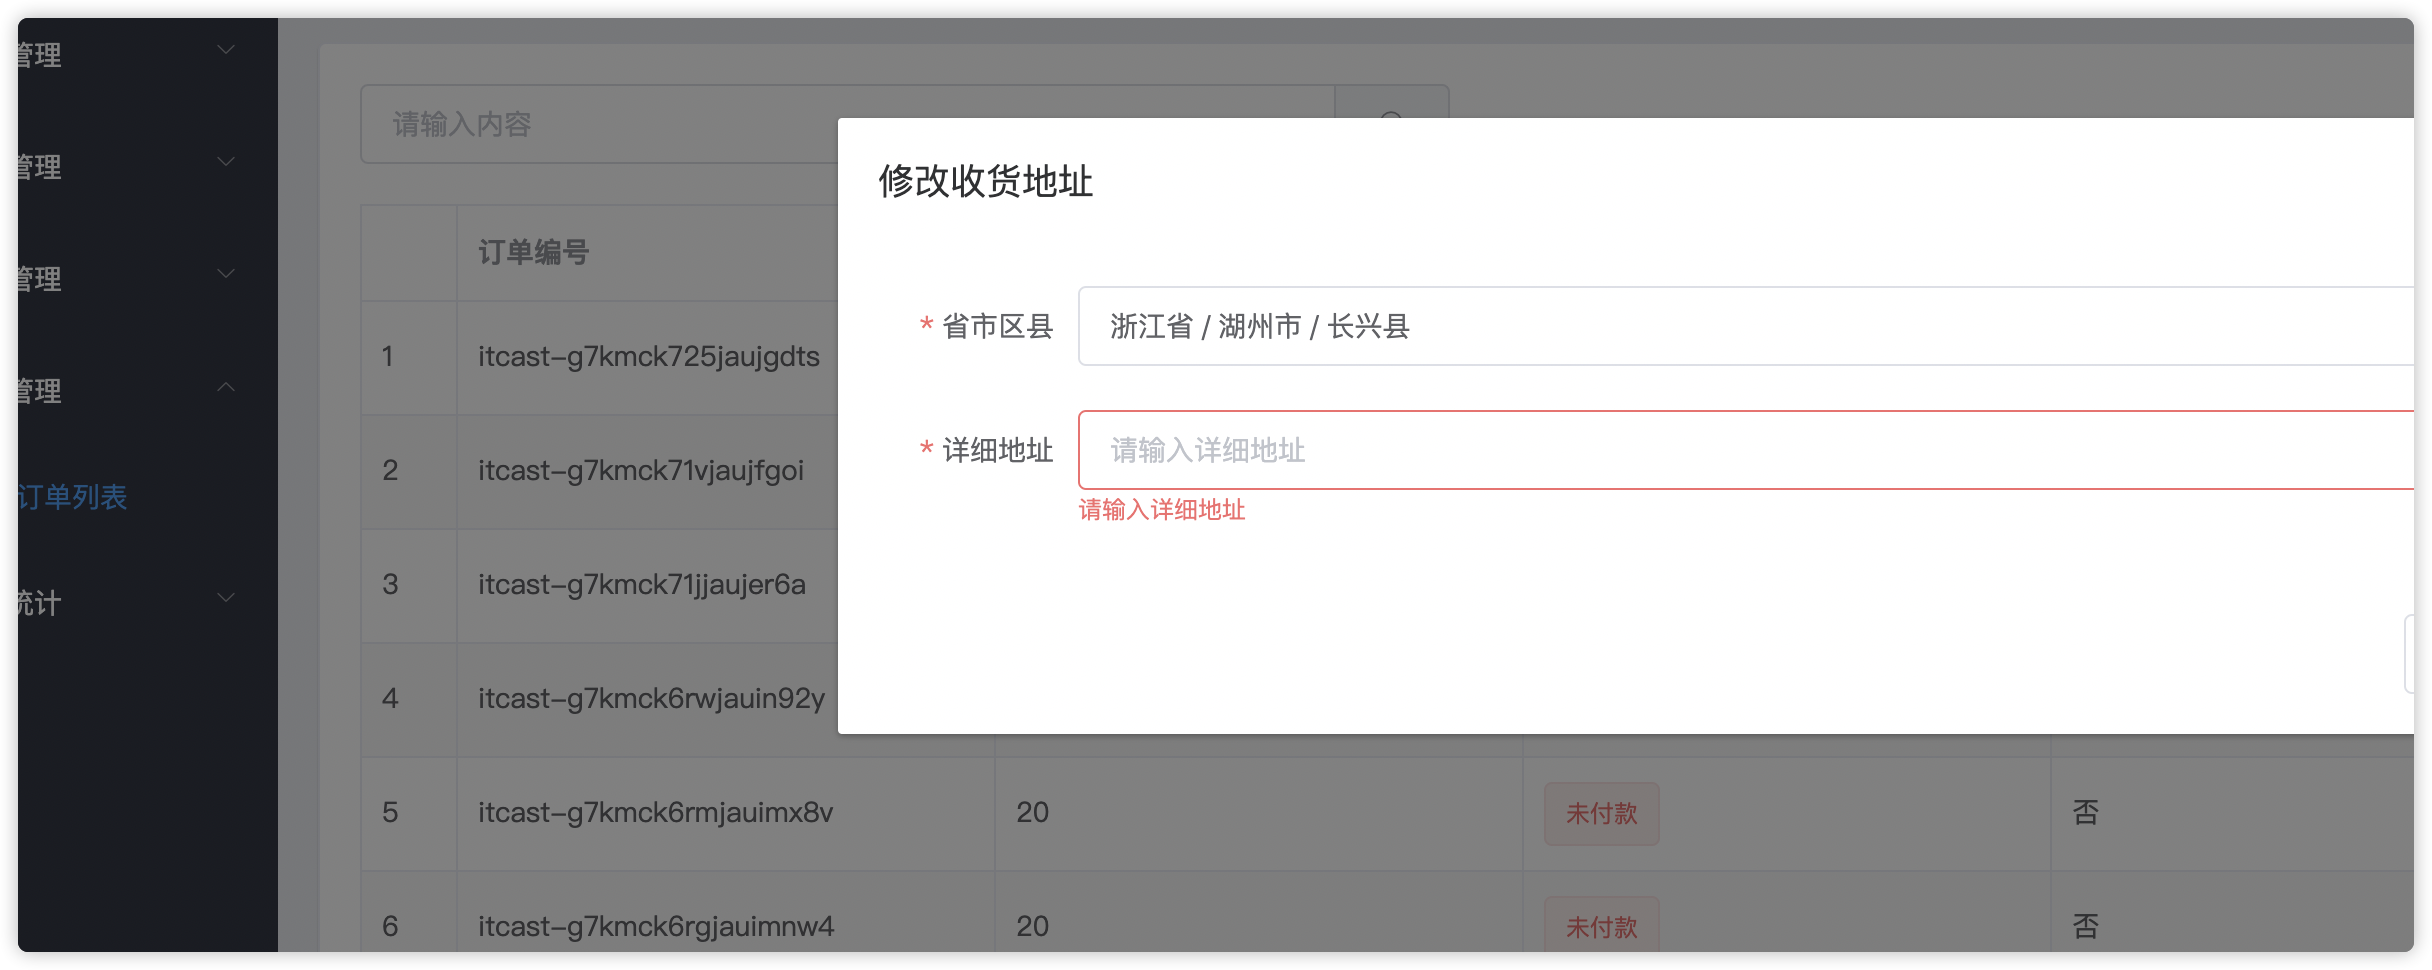 管理
管理
管理
管理
订单列表
统计
请输入内容
订单编号
1 itcast-g7kmck725jaujgdts
2 itcast-g7kmck71vjaujfgoi
3 itcast-g7kmck71jjaujer6a
4 itcast-g7kmck6rwjauin92y
5 itcast-g7kmck6rmjauimx8v 20 未付款 否
6 itcast-g7kmck6rgjauimnw4 20 未付款 否
修改收货地址
* 省市区县 浙江省 / 湖州市 / 长兴县
* 详细地址 请输入详细地址
请输入详细地址